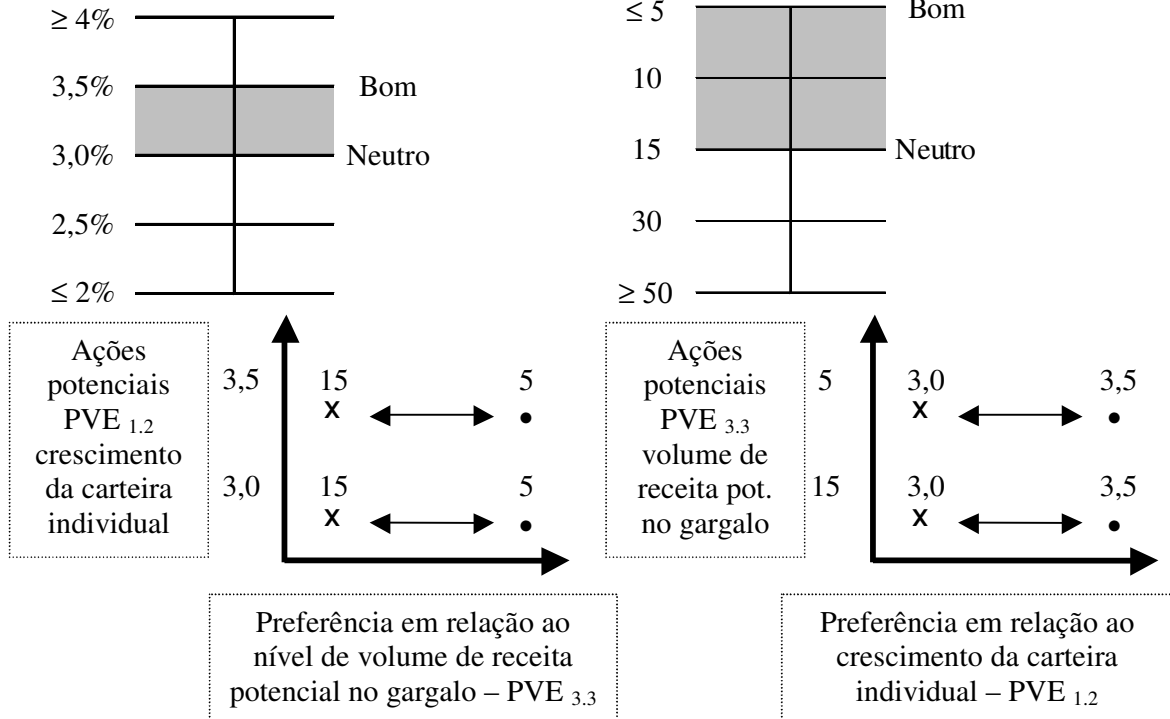 ≥ 4%
3,5% Bom
3,0% Neutro
2,5%
≤ 2%
≤ 5 Bom
10
15 Neutro
30
≥ 50
Ações
potenciais
PVE 1.2
crescimento
da carteira
individual
3,5 15 5
x
3,0 15 5
x
Preferência em relação ao
nível de volume de receita
potencial no gargalo – PVE 3.3
Ações
potenciais
PVE 3.3
volume de
receita pot.
no gargalo
5 3,0 3,5
x
15 3,0 3,5
x
Preferência em relação ao
crescimento da carteira
individual – PVE 1.2